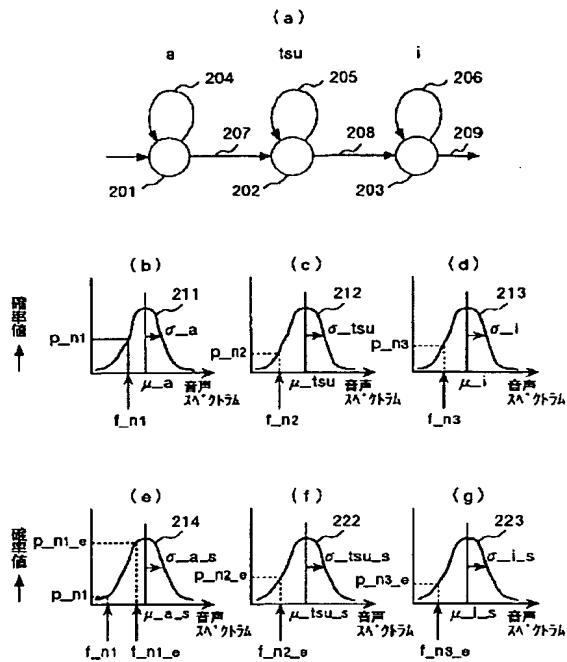 (a)
a tsu i
204 205 206
207 208 209
201 202 203
(b) (c) (d)
確率値
211 212 213
σ_a σ_tsu σ_i
p_n1 p_n2 p_n3
μ_a 音声
スペクトラム
μ_tsu 音声
スペクトラム
μ_i 音声
スペクトラム
f_n1 f_n2 f_n3
(e) (f) (g)
確率値
214 222 223
p_n1_e σ_a_s p_n2_e σ_tsu_s p_n3_e σ_i_s
p_n1
μ_a_s 音声
スペクトラム
μ_tsu_s 音声
スペクトラム
μ_i_s 音声
スペクトラム
f_n1 f_n1_e f_n2_e f_n3_e